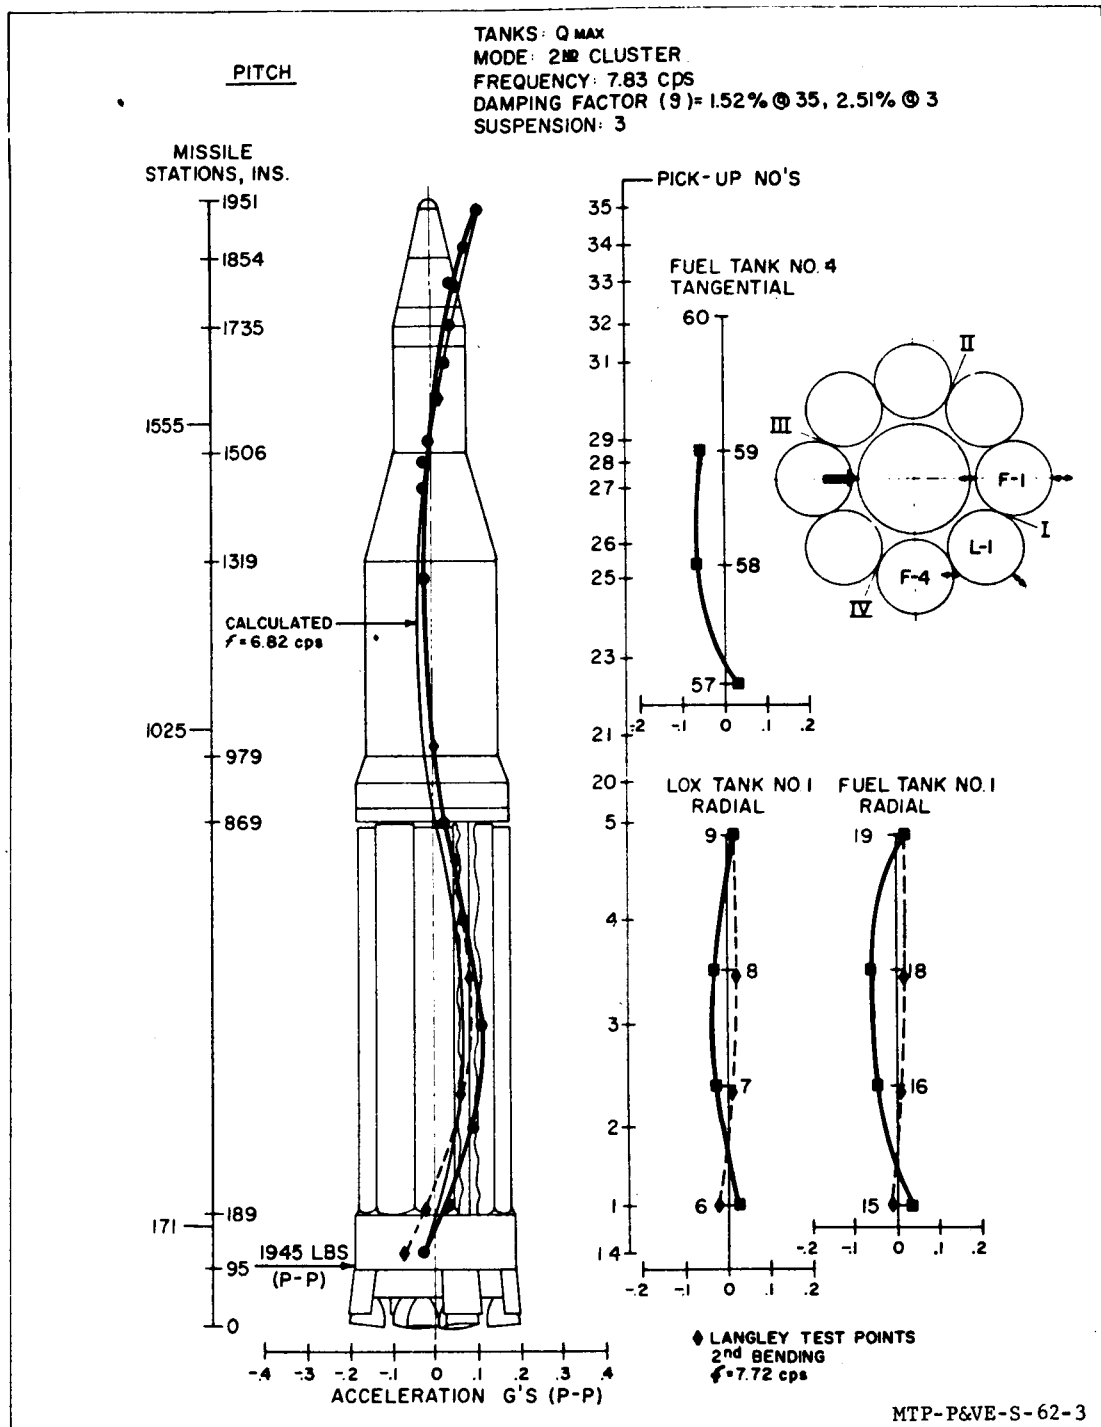 TANKS: Q MAX
MODE: 2ND CLUSTER
FREQUENCY: 7.83 cps
DAMPING FACTOR (g)= 1.52% @ 35, 2.51% @ 3
SUSPENSION: 3
PITCH
MISSILE
STATIONS, INS.
1951
1854
1735
1555
1506
1319
1025
979
869
189
171
95
0
CALCULATED
f = 6.82 cps
1945 LBS
(P-P)
-.4 -.3 -.2 -.1 0 .1 .2 .3 .4
ACCELERATION G'S (P-P)
PICK-UP NO'S
35
34
33
32
31
29
28
27
26
25
23
21
20
5
4
3
2
1
14
FUEL TANK NO. 4
TANGENTIAL
60
59
58
57
-.2 -.1 0 .1 .2
II
III
F-1
I
L-1
F-4
IV
LOX TANK NO 1
RADIAL
9
8
7
6
-.2 -.1 0 .1 .2
FUEL TANK NO. 1
RADIAL
19
18
16
15
-.2 -.1 0 .1 .2
LANGLEY TEST POINTS
2nd BENDING
f = 7.72 cps
MTP-P&VE-S-62-3